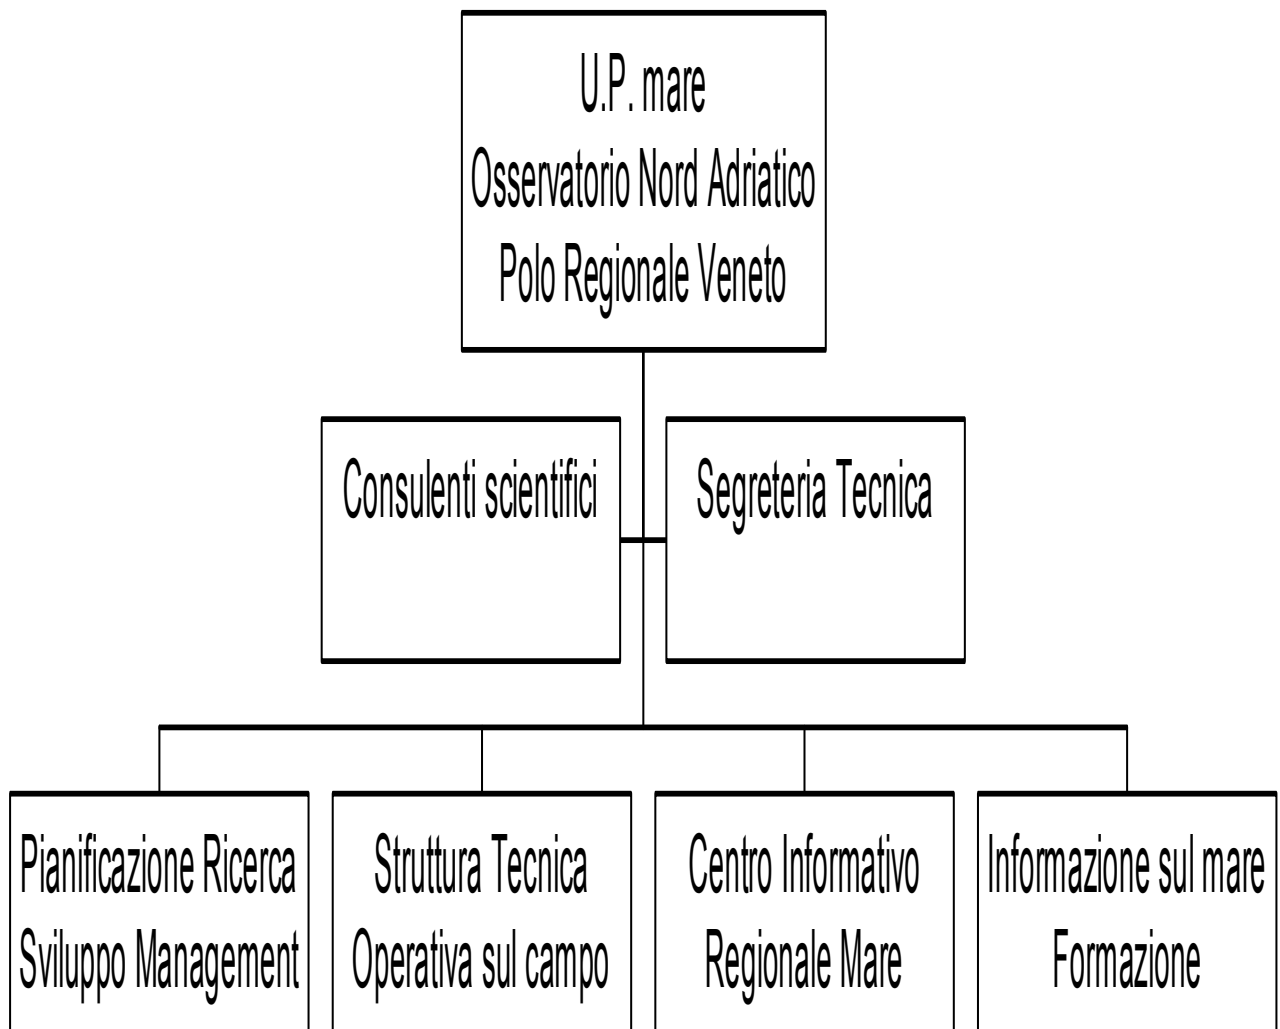 U.P. mare
Osservatorio Nord Adriatico
Polo Regionale Veneto
Consulenti scientifici
Segreteria Tecnica
Pianificazione Ricerca
Sviluppo Management
Struttura Tecnica
Operativa sul campo
Centro Informativo
Regionale Mare
Informazione sul mare
Formazione